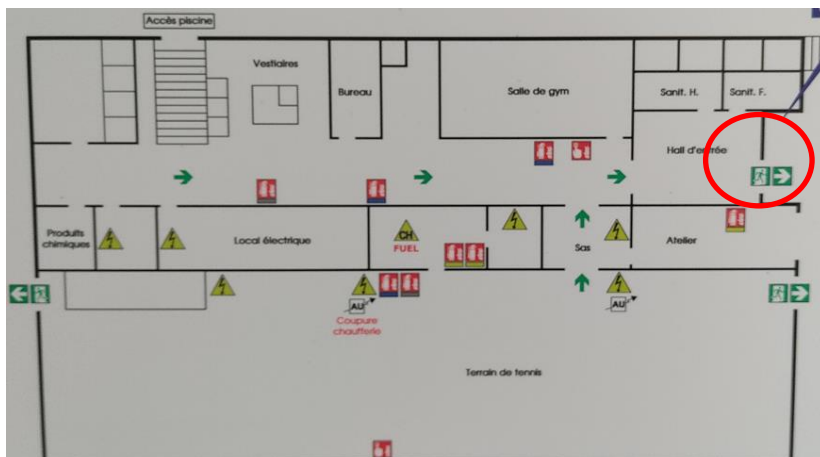 Accès piscine
Vestiaires
Bureau
Salle de gym
Sanit. H.
Sanit. F.
Hall d'entrée
Produits
chimiques
Local électrique
CH
FUEL
Sas
Atelier
AU
Coupure
chaufferie
AU
Terrain de tennis